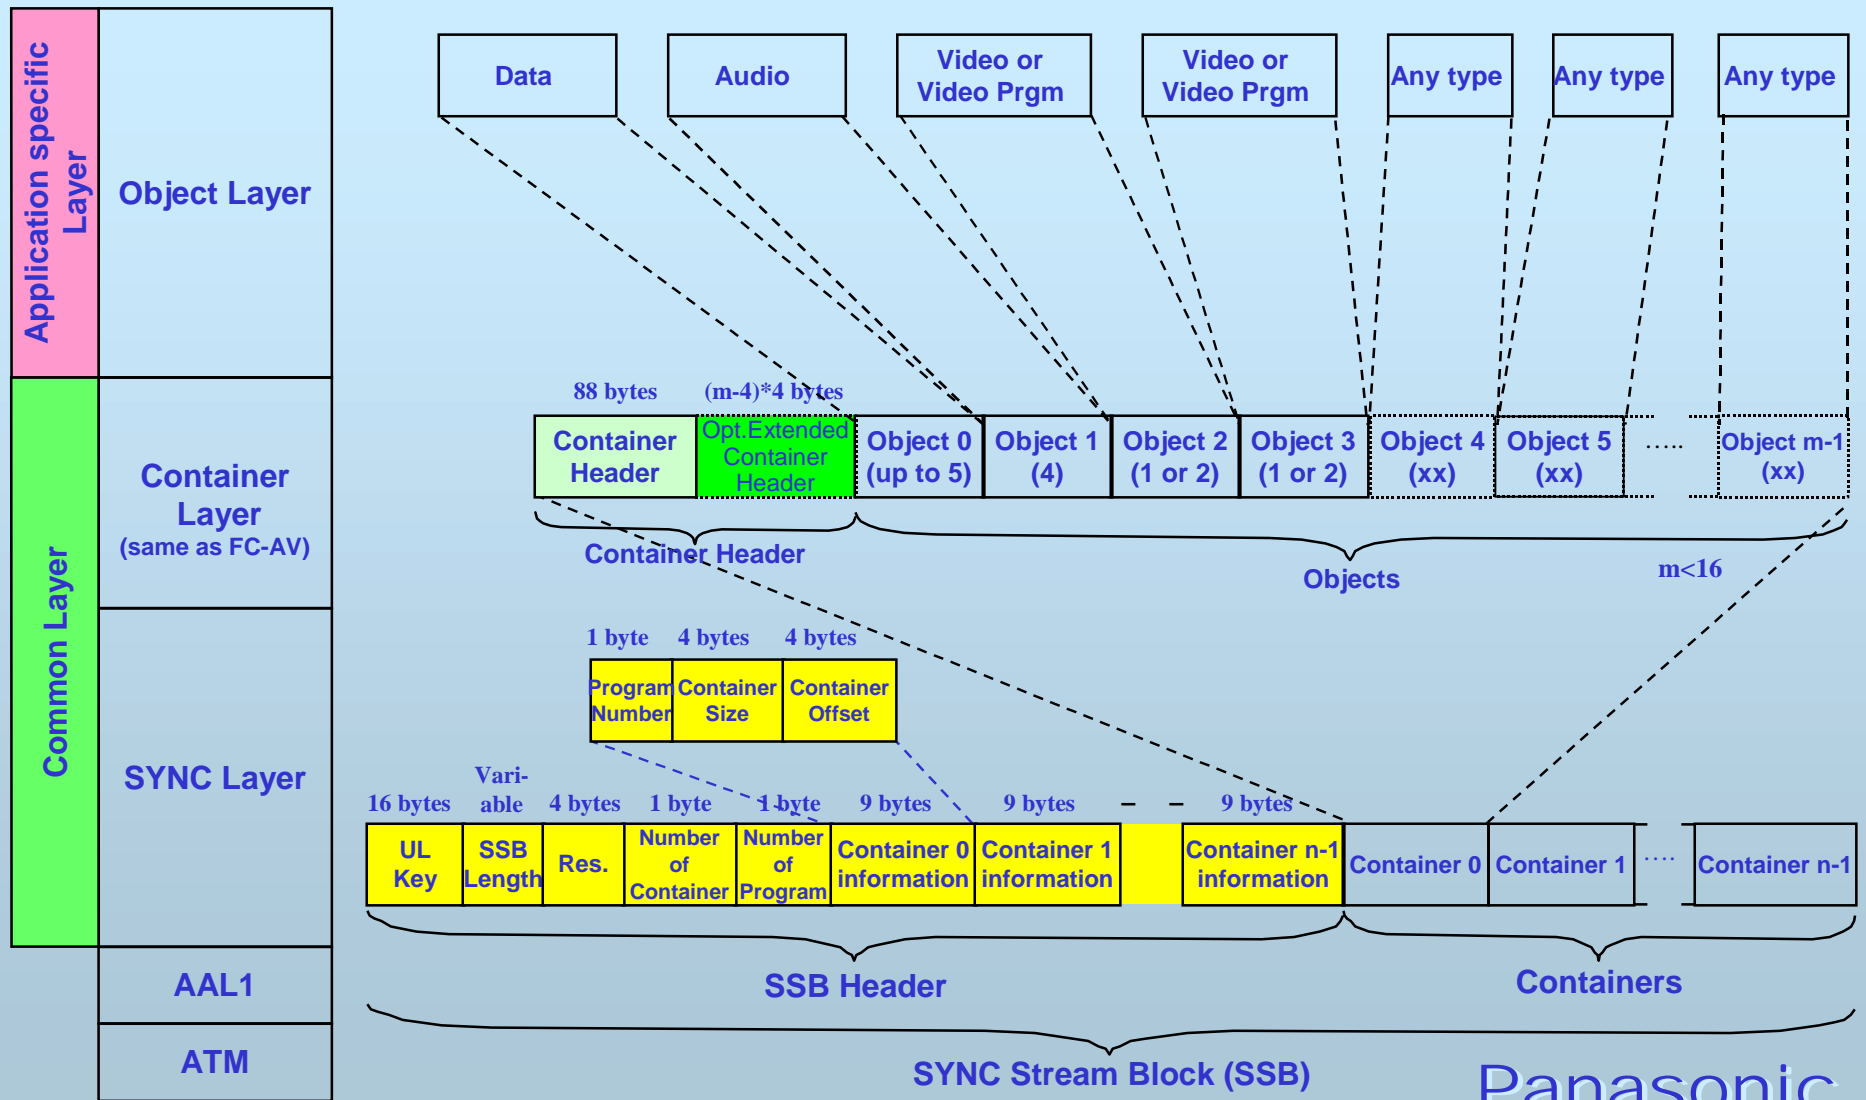 Application specific
Layer
Object Layer
Data
Audio
Video or
Video Prgm
Video or
Video Prgm
Any type
Any type
Any type
Common Layer
Container
Layer
(same as FC-AV)
88 bytes
(m-4)*4 bytes
Container
Header
Opt.Extended
Container
Header
Object 0
(up to 5)
Object 1
(4)
Object 2
(1 or 2)
Object 3
(1 or 2)
Object 4
(xx)
Object 5
(xx)
.....
Object m-1
(xx)
Container Header
Objects
m<16
SYNC Layer
1 byte
4 bytes
4 bytes
Program
Number
Container
Size
Container
Offset
16 bytes
Vari-
able
4 bytes
1 byte
1 byte
9 bytes
9 bytes
9 bytes
UL
Key
SSB
Length
Res.
Number
of
Container
Number
of
Program
Container 0
information
Container 1
information
Container n-1
information
Container 0
Container 1
....
Container n-1
SSB Header
Containers
AAL1
ATM
SYNC Stream Block (SSB)
Panasonic